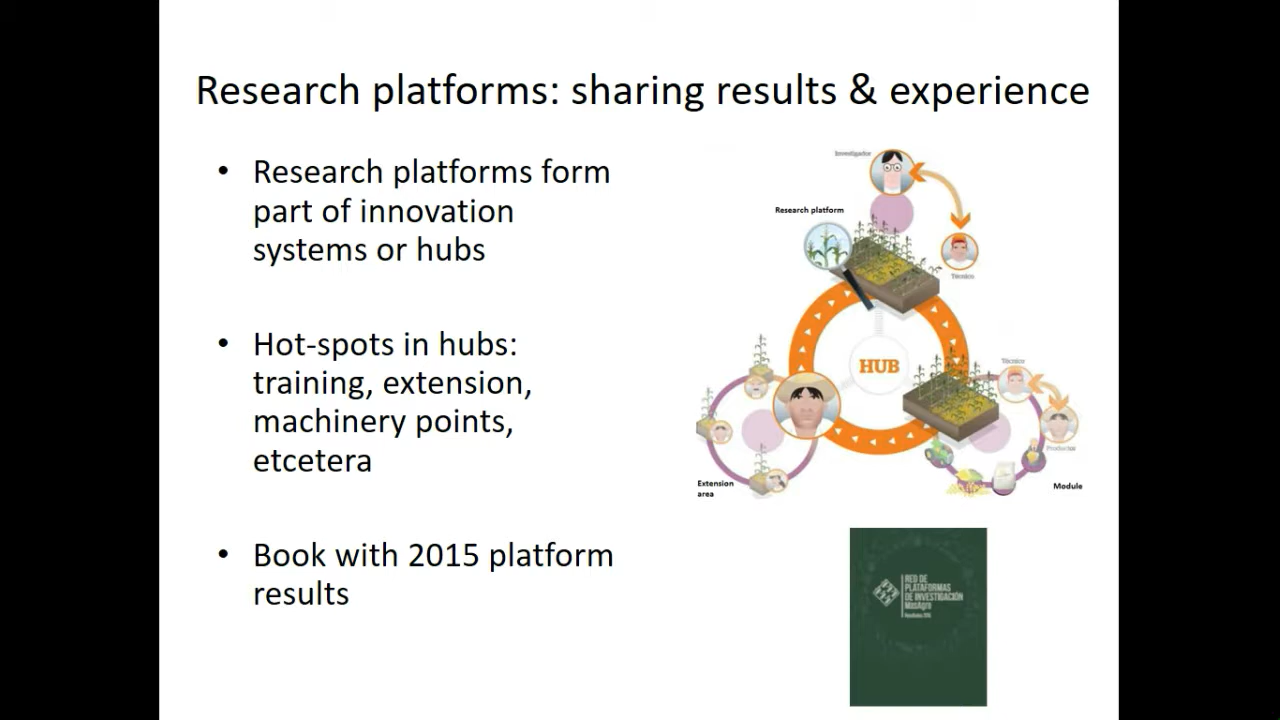 Research platforms: sharing results & experience
• Research platforms form
part of innovation
systems or hubs
• Hot-spots in hubs:
training, extension,
machinery points,
etcetera
• Book with 2015 platform
results
Investigador
Research platform
Técnico
HUB
Técnico
Productor
Extension
area
Module
RED DE
PLATAFORMAS
DE INVESTIGACIÓN
MasAgro